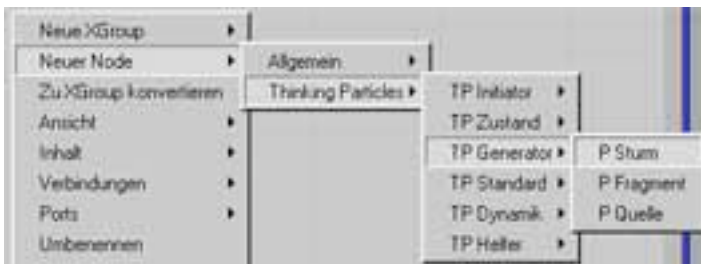 Neue XGroup
Neuer Node
Zu XGroup konvertieren
Ansicht
Inhalt
Verbindungen
Ports
Umbenennen
Allgemein
Thinking Particles
TP Initiator
TP Zustand
TP Generator
TP Standard
TP Dynamik
TP Helfer
P Sturm
P Fragment
P Quelle